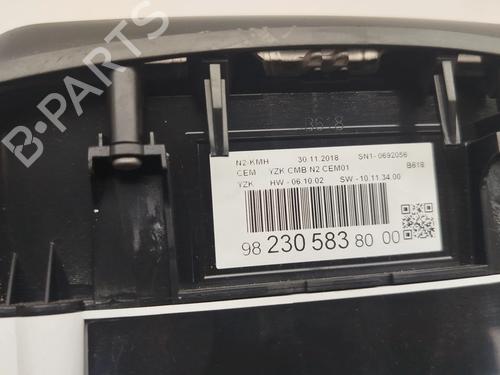 B618
N2-KMH 30.11.2018 SN1- 0692056
CEM YZK CMB N2 CEM01 B618
YZK HW - 06.10.02 SW - 10.11.34.00
98 230 583 80 00
B-PARTS